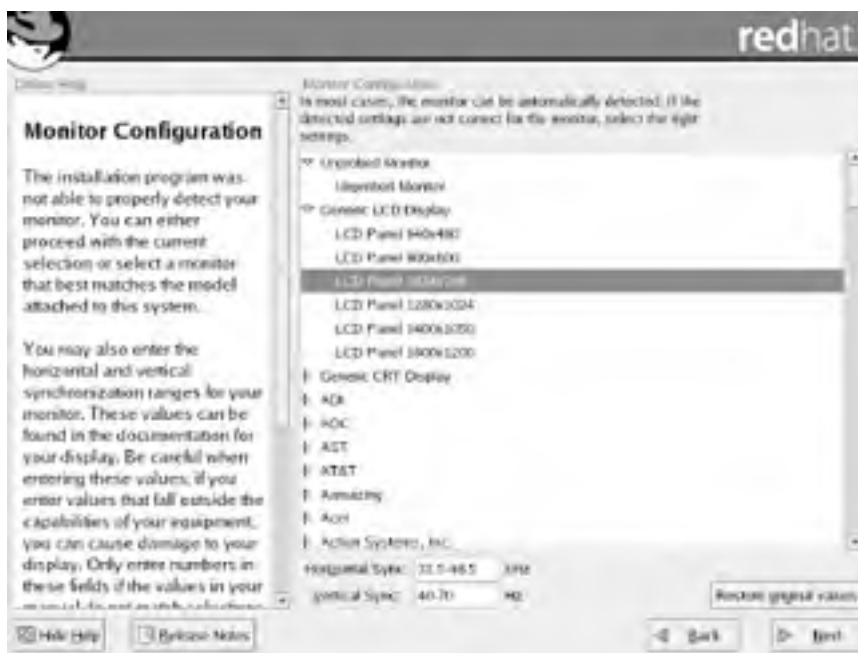 redhat
Online Help
Monitor Configuration
The installation program was
not able to properly detect your
monitor. You can either
proceed with the current
selection or select a monitor
that best matches the model
attached to this system.
You may also enter the
horizontal and vertical
synchronization ranges for your
monitor. These values can be
found in the documentation for
your display. Be careful when
entering these values; if you
enter values that fall outside the
capabilities of your equipment,
you can cause damage to your
display. Only enter numbers in
these fields if the values in your
Monitor Configuration
In most cases, the monitor can be automatically detected. If the
detected settings are not correct for the monitor, select the right
settings.
Unprobed Monitor
Unprobed Monitor
Generic LCD Display
LCD Panel 640x480
LCD Panel 800x600
LCD Panel 1024x768
LCD Panel 1280x1024
LCD Panel 1400x1050
LCD Panel 1600x1200
Generic CRT Display
ADI
AOC
AST
AT&T
Acer
Action Systems, Inc.
Horizontal Sync: 31.5-48.5 kHz
Vertical Sync: 40-70 Hz
Restore original values
Hide Help
Release Notes
Back
Next